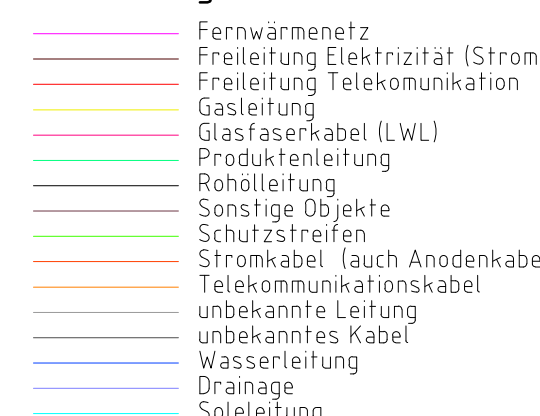 Fernwärmenetz
Freileitung Elektrizität (Strom
Freileitung Telekomunikation
Gasleitung
Glasfaserkabel (LWL)
Produktenleitung
Rohölleitung
Sonstige Objekte
Schutzstreifen
Stromkabel (auch Anodenkabe
Telekommunikationskabel
unbekannte Leitung
unbekanntes Kabel
Wasserleitung
Drainage
Soleleitung